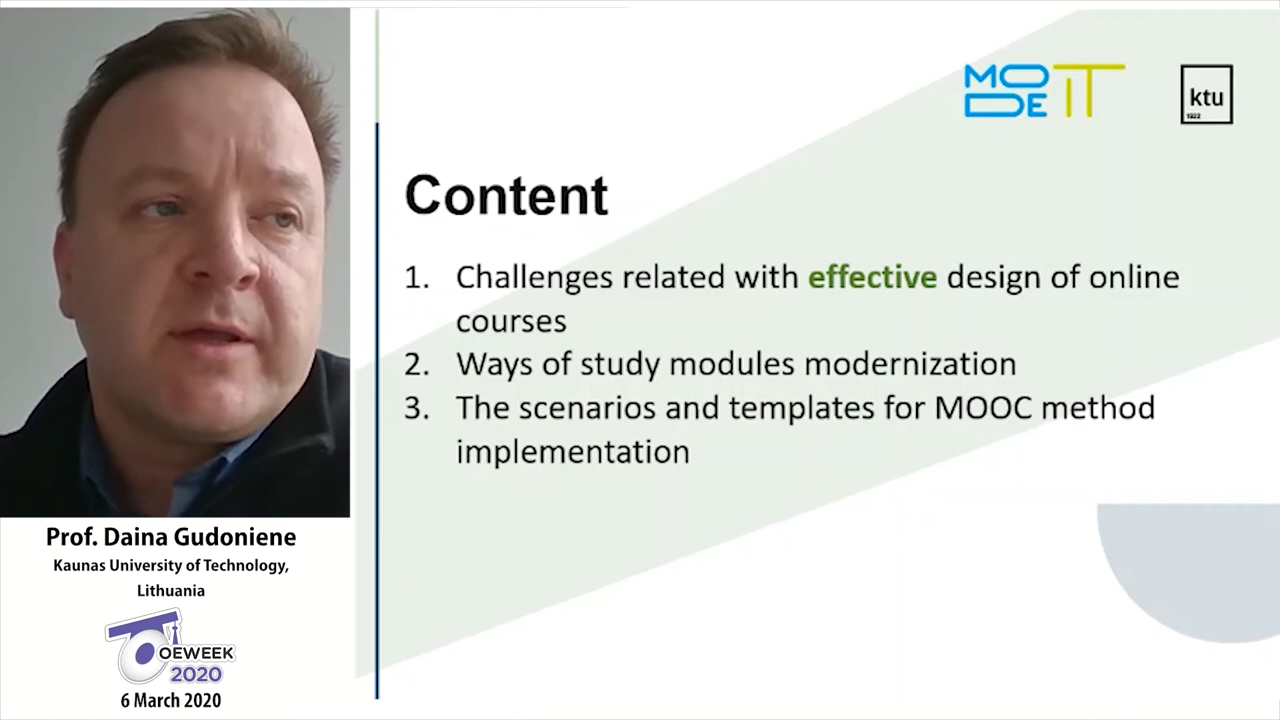 MODE IT
ktu
1922
Content
1. Challenges related with effective design of online
courses
2. Ways of study modules modernization
3. The scenarios and templates for MOOC method
implementation
Prof. Daina Gudoniene
Kaunas University of Technology,
Lithuania
OEWEEK
2020
6 March 2020